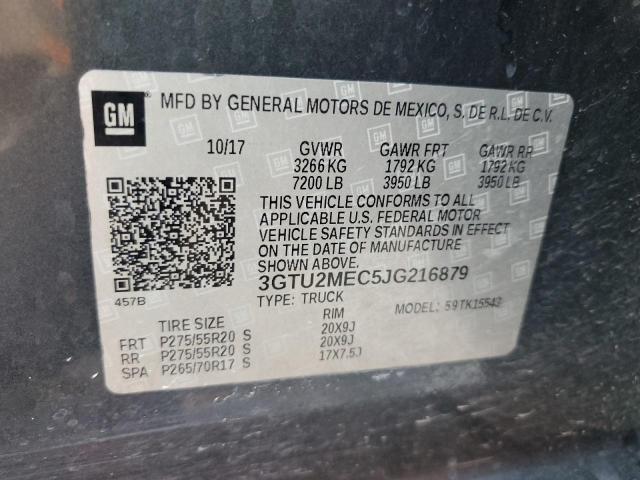 GM
MFD BY GENERAL MOTORS DE MEXICO, S. DE R.L. DE C.V.
10/17 GVWR GAWR FRT GAWR RR
3266 KG 1792 KG 1792 KG
7200 LB 3950 LB 3950 LB
THIS VEHICLE CONFORMS TO ALL
APPLICABLE U.S. FEDERAL MOTOR
VEHICLE SAFETY STANDARDS IN EFFECT
ON THE DATE OF MANUFACTURE
SHOWN ABOVE.
3GTU2MEC5JG216879
457B
TYPE: TRUCK MODEL: 59TK15543
TIRE SIZE RIM
FRT P275/55R20 S 20X9J
RR P275/55R20 S 20X9J
SPA P265/70R17 S 17X7.5J